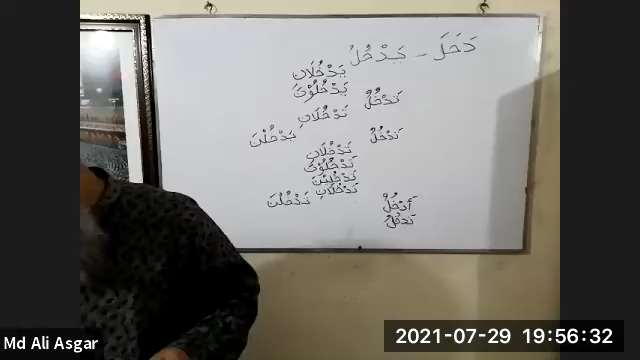 دَخَلَ - يَدْخُلُ
يَدْخُلَانِ
يَدْخُلُوْنَ
تَدْخُلُ تَدْخُلَانِ
يَدْخُلْنَ
تَدْخُلُ
تَدْخُلَانِ
تَدْخُلُوْنَ
تَدْخُلِيْنَ
تَدْخُلَانِ
تَدْخُلْنَ
أَدْخُلُ
نَدْخُلُ
Md Ali Asgar
2021-07-29 19:56:32